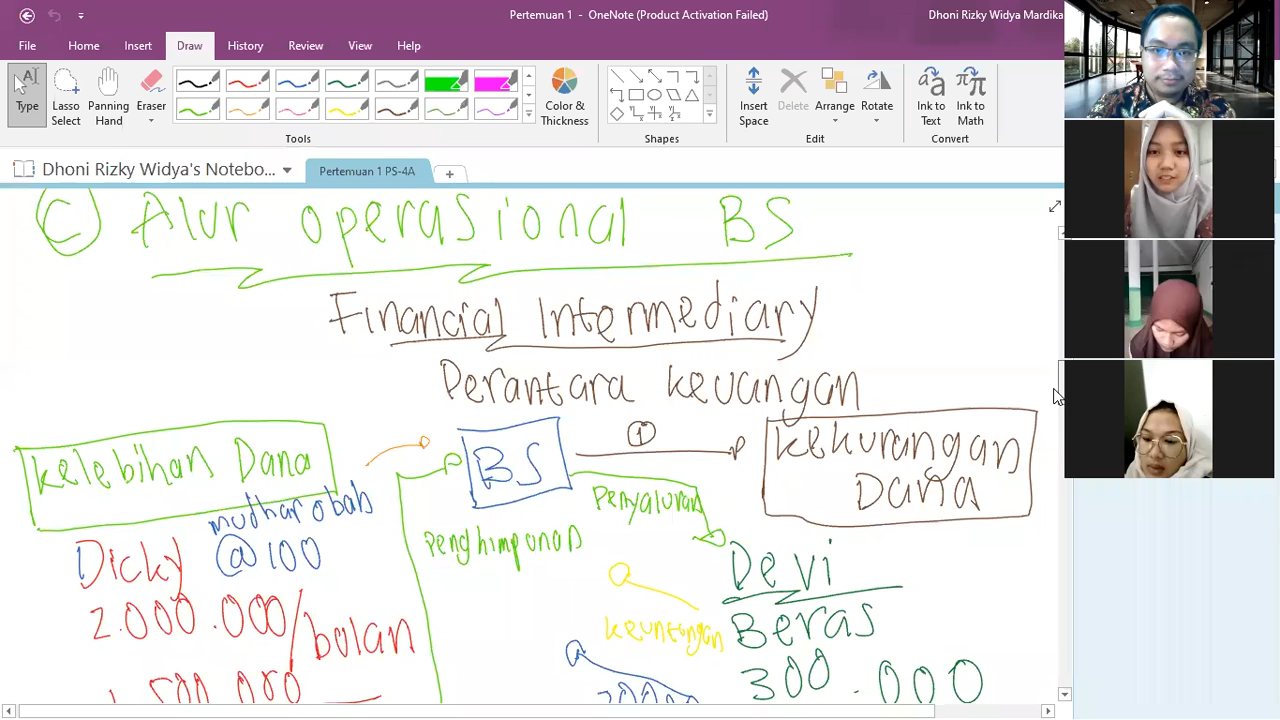 Pertemuan 1 - OneNote (Product Activation Failed)
Dhoni Rizky Widya Mardika
File Home Insert Draw History Review View Help
Type
Lasso Select
Panning Hand
Eraser
Color & Thickness
Insert Space
Delete
Arrange
Rotate
Ink to Text
Ink to Math
Tools
Shapes
Edit
Convert
Dhoni Rizky Widya's Notebo...
Pertemuan 1 PS-4A
C Alur operasional BS
Financial Intermediary
Perantara keuangan
Kelebihan Dana
BS
1
Kekurangan Dana
mudharobah
@100
Penyaluran
Penghimpunan
Dicky
2.000.000/bulan
Devi
Beras
300.000
keuntungan